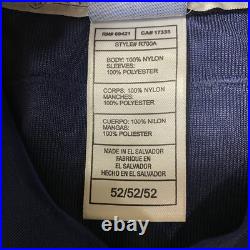 RN# 69421 CA# 17335
STYLE# R700A
BODY: 100% NYLON
SLEEVES:
100% POLYESTER
CORPS: 100% NYLON
MANCHES:
100% POLYESTER
CUERPO: 100% NYLON
MANGAS:
100% POLYESTER
MADE IN EL SALVADOR
FABRIQUE EN
EL SALVADOR
HECHO EN EL SALVADOR
52/52/52